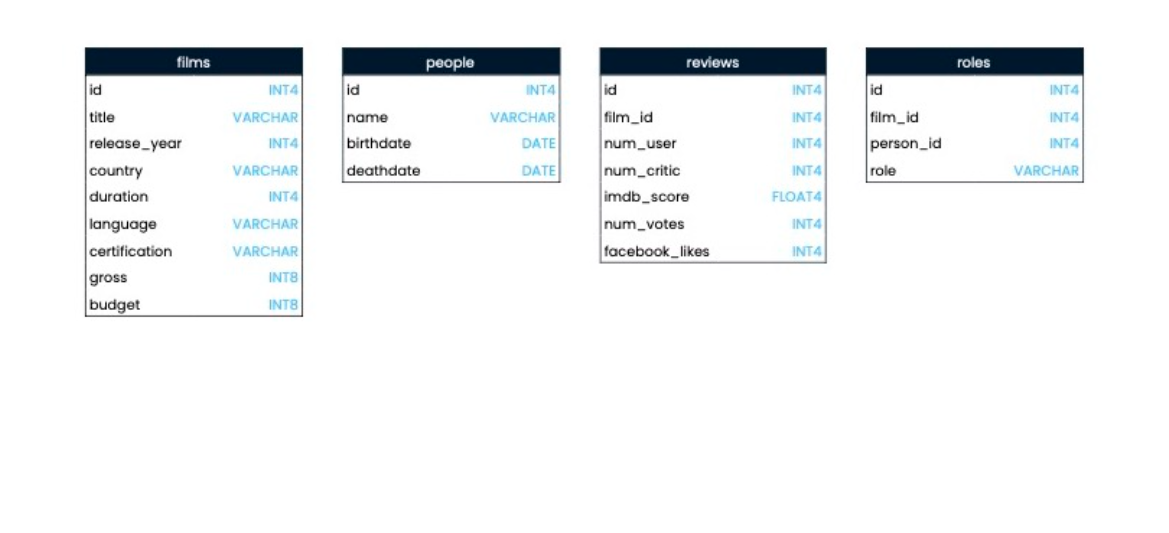 films
id INT4
title VARCHAR
release_year INT4
country VARCHAR
duration INT4
language VARCHAR
certification VARCHAR
gross INT8
budget INT8
people
id INT4
name VARCHAR
birthdate DATE
deathdate DATE
reviews
id INT4
film_id INT4
num_user INT4
num_critic INT4
imdb_score FLOAT4
num_votes INT4
facebook_likes INT4
roles
id INT4
film_id INT4
person_id INT4
role VARCHAR